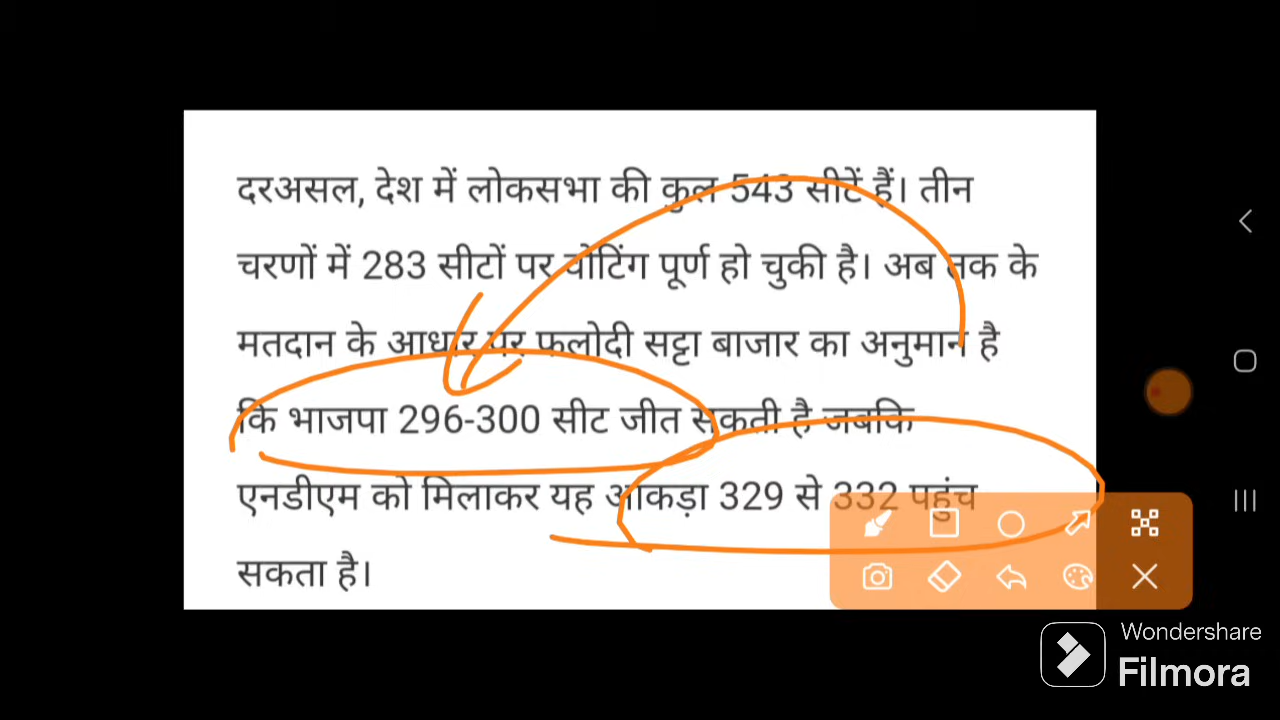 दरअसल, देश में लोकसभा की कुल 543 सीटें हैं। तीन
चरणों में 283 सीटों पर वोटिंग पूर्ण हो चुकी है। अब तक के
मतदान के आधार पर फलोदी सट्टा बाजार का अनुमान है
कि भाजपा 296-300 सीट जीत सकती है जबकि
एनडीएम को मिलाकर यह आकड़ा 329 से 332 पहुंच
सकता है।
Wondershare
Filmora